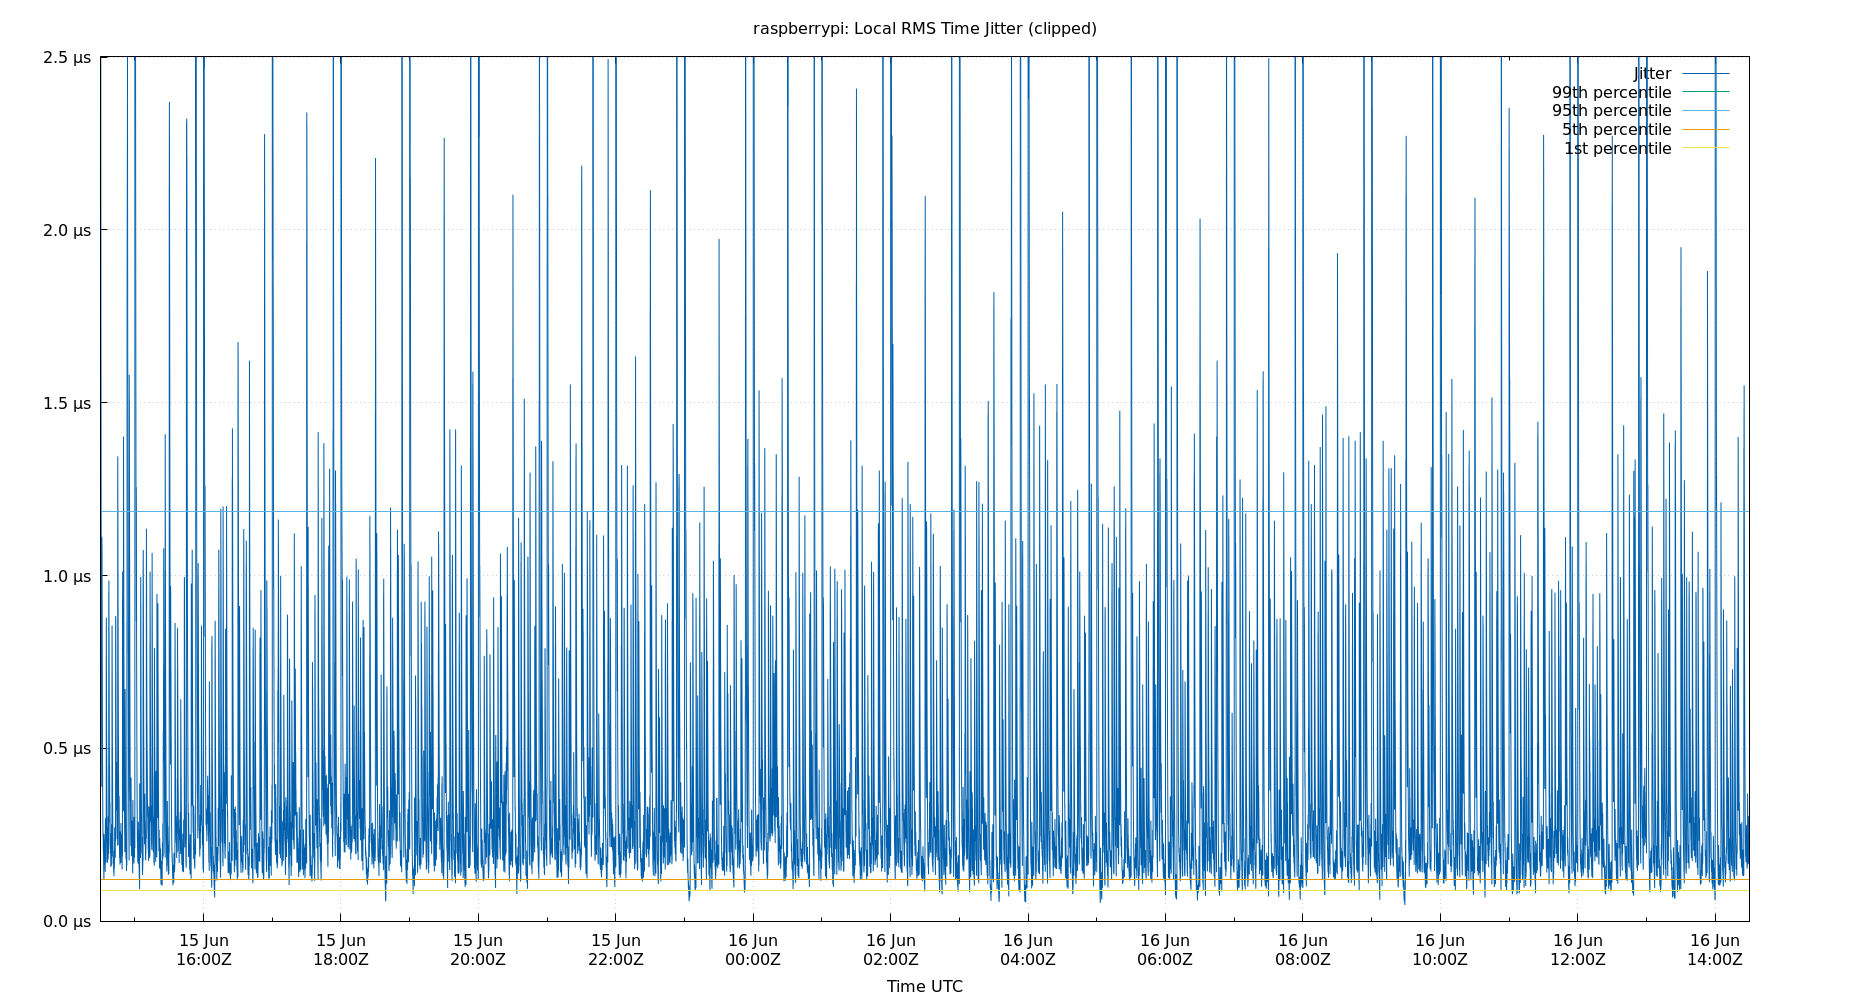 raspberrypi: Local RMS Time Jitter (clipped)
2.5 µs
2.0 µs
1.5 µs
1.0 µs
0.5 µs
0.0 µs
Jitter
99th percentile
95th percentile
5th percentile
1st percentile
15 Jun 15 Jun 15 Jun 15 Jun 16 Jun 16 Jun 16 Jun 16 Jun 16 Jun 16 Jun 16 Jun 16 Jun
16:00Z 18:00Z 20:00Z 22:00Z 00:00Z 02:00Z 04:00Z 06:00Z 08:00Z 10:00Z 12:00Z 14:00Z
Time UTC